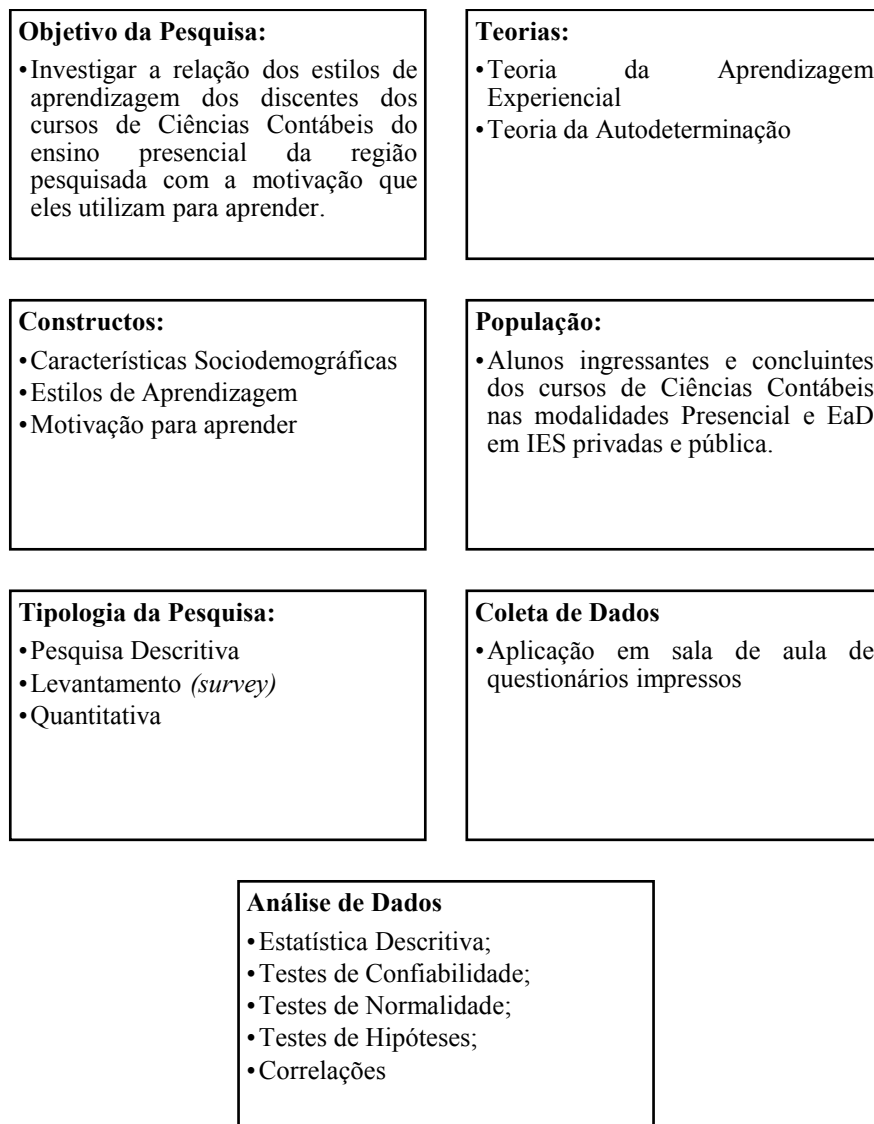 Objetivo da Pesquisa:
•Investigar a relação dos estilos de
aprendizagem dos discentes dos
cursos de Ciências Contábeis do
ensino presencial da região
pesquisada com a motivação que
eles utilizam para aprender.
Teorias:
•Teoria da Aprendizagem
Experiencial
•Teoria da Autodeterminação
Constructos:
•Características Sociodemográficas
•Estilos de Aprendizagem
•Motivação para aprender
População:
•Alunos ingressantes e concluintes
dos cursos de Ciências Contábeis
nas modalidades Presencial e EaD
em IES privadas e pública.
Tipologia da Pesquisa:
•Pesquisa Descritiva
•Levantamento (survey)
•Quantitativa
Coleta de Dados
•Aplicação em sala de aula de
questionários impressos
Análise de Dados
•Estatística Descritiva;
•Testes de Confiabilidade;
•Testes de Normalidade;
•Testes de Hipóteses;
•Correlações